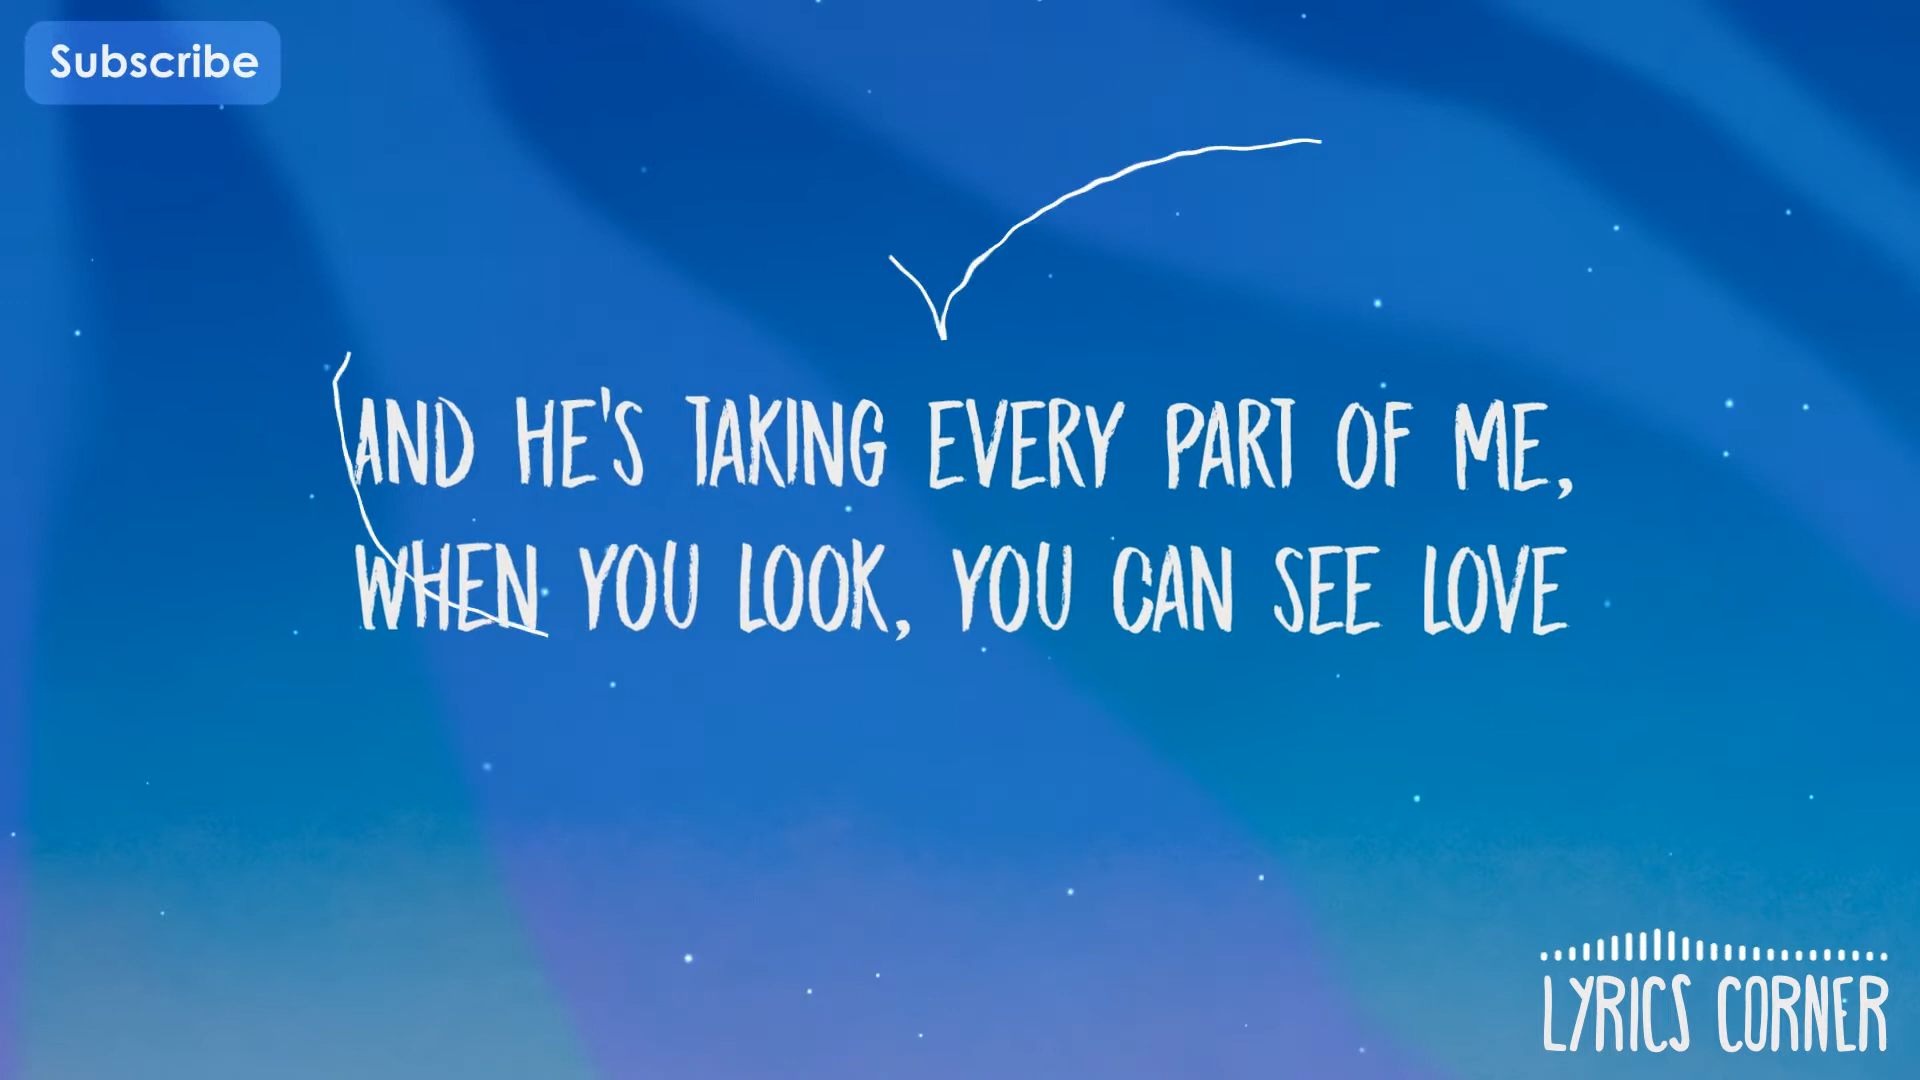 Subscribe
AND HE'S TAKING EVERY PART OF ME,
WHEN YOU LOOK, YOU CAN SEE LOVE
LYRICS CORNER